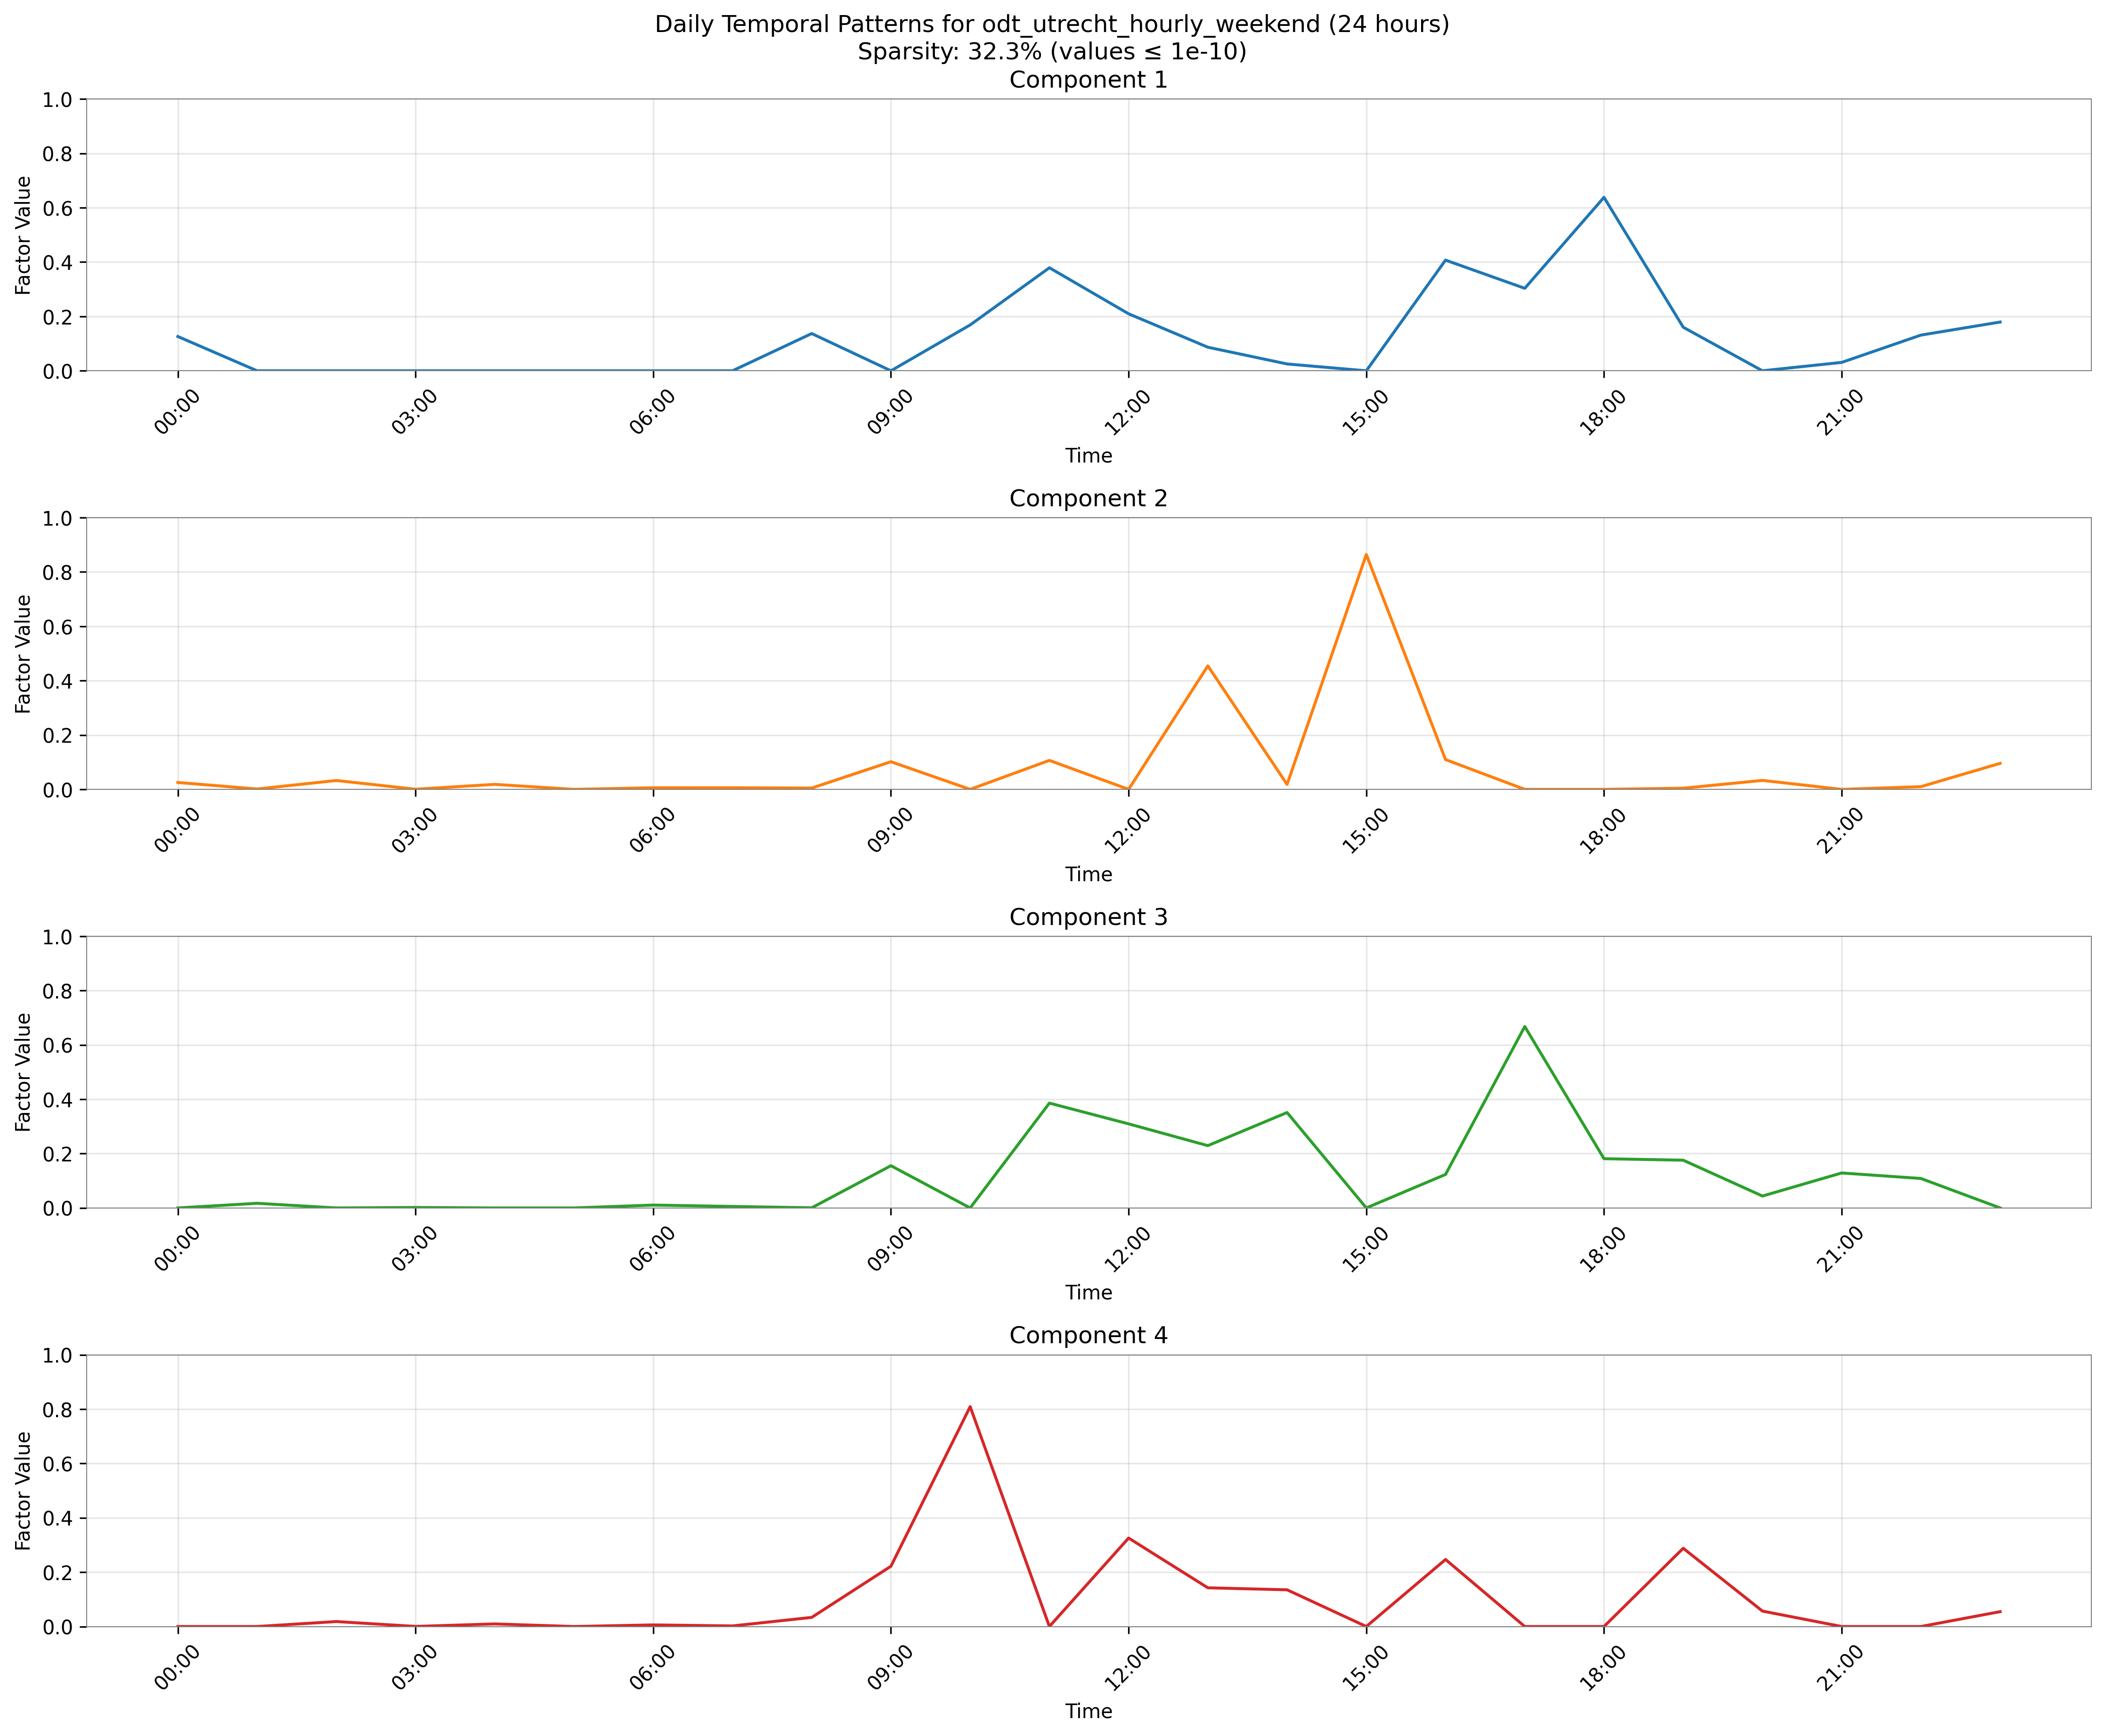 Daily Temporal Patterns for odt_utrecht_hourly_weekend (24 hours)
Sparsity: 32.3% (values ≤ 1e-10)
Component 1
1.0
0.8
0.6
0.4
0.2
0.0
Factor Value
00:00 03:00 06:00 09:00 12:00 15:00 18:00 21:00
Time
Component 2
1.0
0.8
0.6
0.4
0.2
0.0
Factor Value
00:00 03:00 06:00 09:00 12:00 15:00 18:00 21:00
Time
Component 3
1.0
0.8
0.6
0.4
0.2
0.0
Factor Value
00:00 03:00 06:00 09:00 12:00 15:00 18:00 21:00
Time
Component 4
1.0
0.8
0.6
0.4
0.2
0.0
Factor Value
00:00 03:00 06:00 09:00 12:00 15:00 18:00 21:00
Time